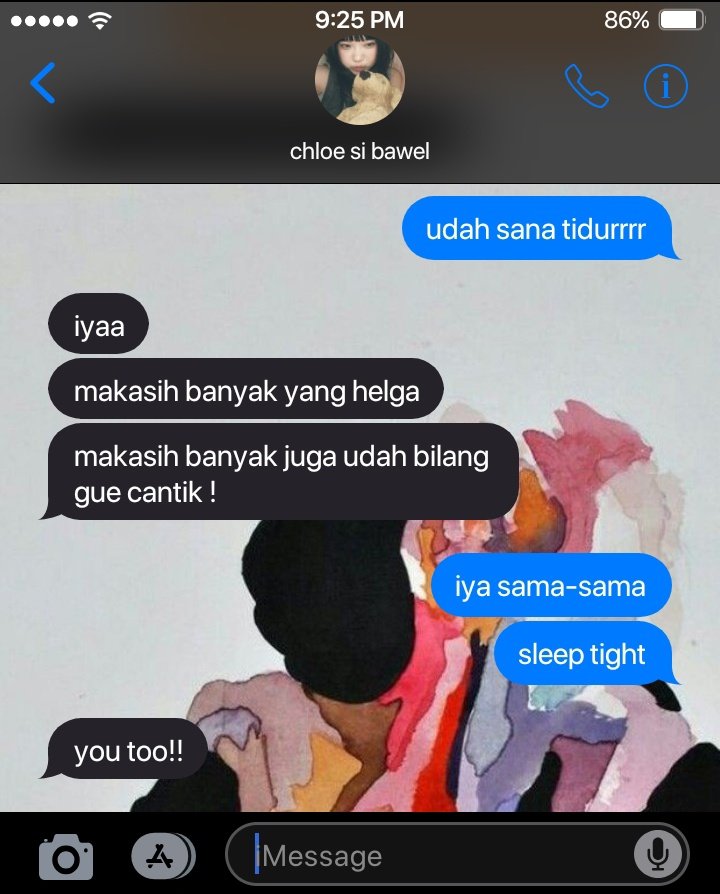 9:25 PM
86%
chloe si bawel
udah sana tidurrrr
iyaa
makasih banyak yang helga
makasih banyak juga udah bilang
gue cantik !
iya sama-sama
sleep tight
you too!!
iMessage